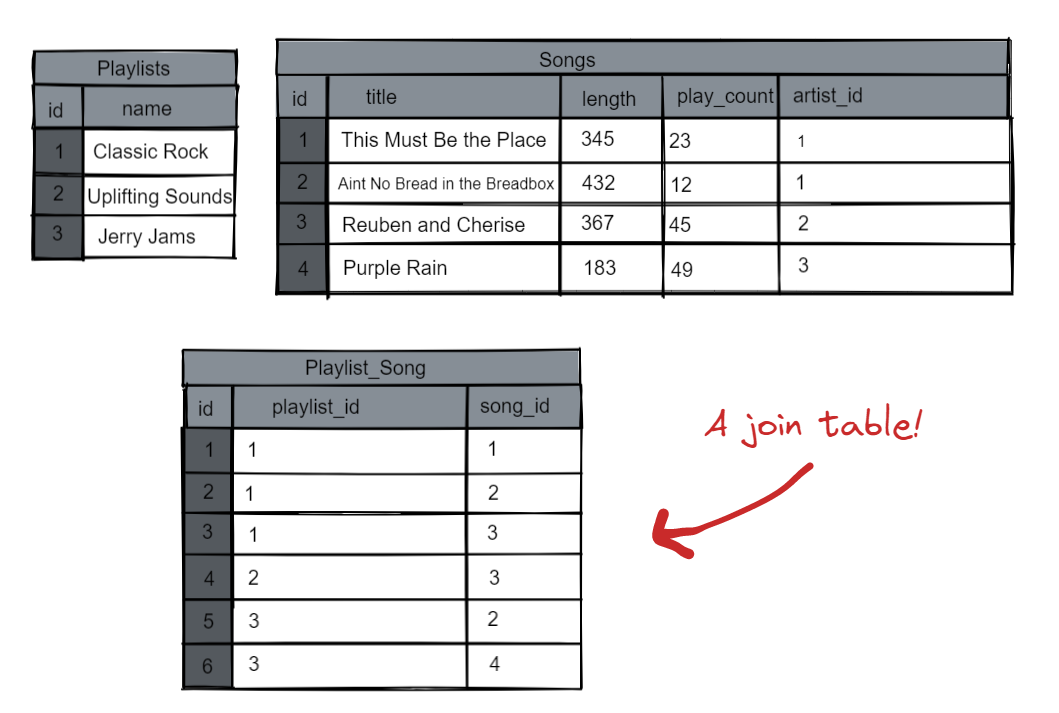 Playlists
id name
1 Classic Rock
2 Uplifting Sounds
3 Jerry Jams
Songs
id title length play_count artist_id
1 This Must Be the Place 345 23 1
2 Aint No Bread in the Breadbox 432 12 1
3 Reuben and Cherise 367 45 2
4 Purple Rain 183 49 3
Playlist_Song
id playlist_id song_id
1 1 1
2 1 2
3 1 3
4 2 3
5 3 2
6 3 4
A join table!